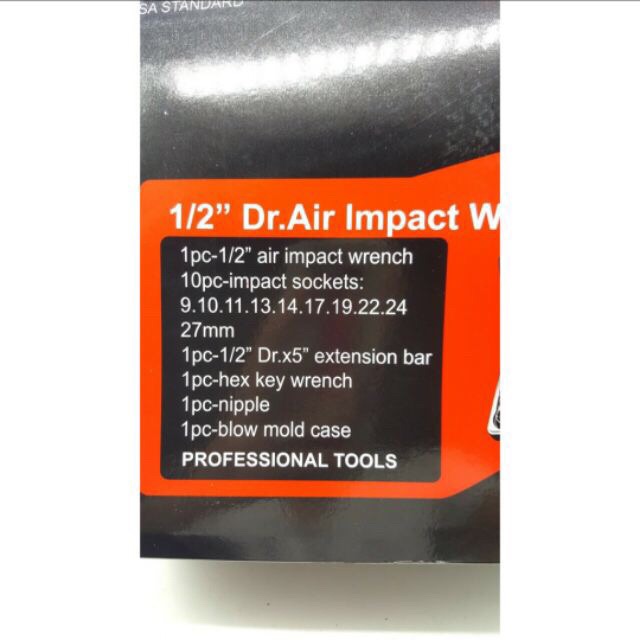 SA STANDARD
1/2” Dr.Air Impact W
1pc-1/2” air impact wrench
10pc-impact sockets:
9.10.11.13.14.17.19.22.24
27mm
1pc-1/2” Dr.x5” extension bar
1pc-hex key wrench
1pc-nipple
1pc-blow mold case
PROFESSIONAL TOOLS